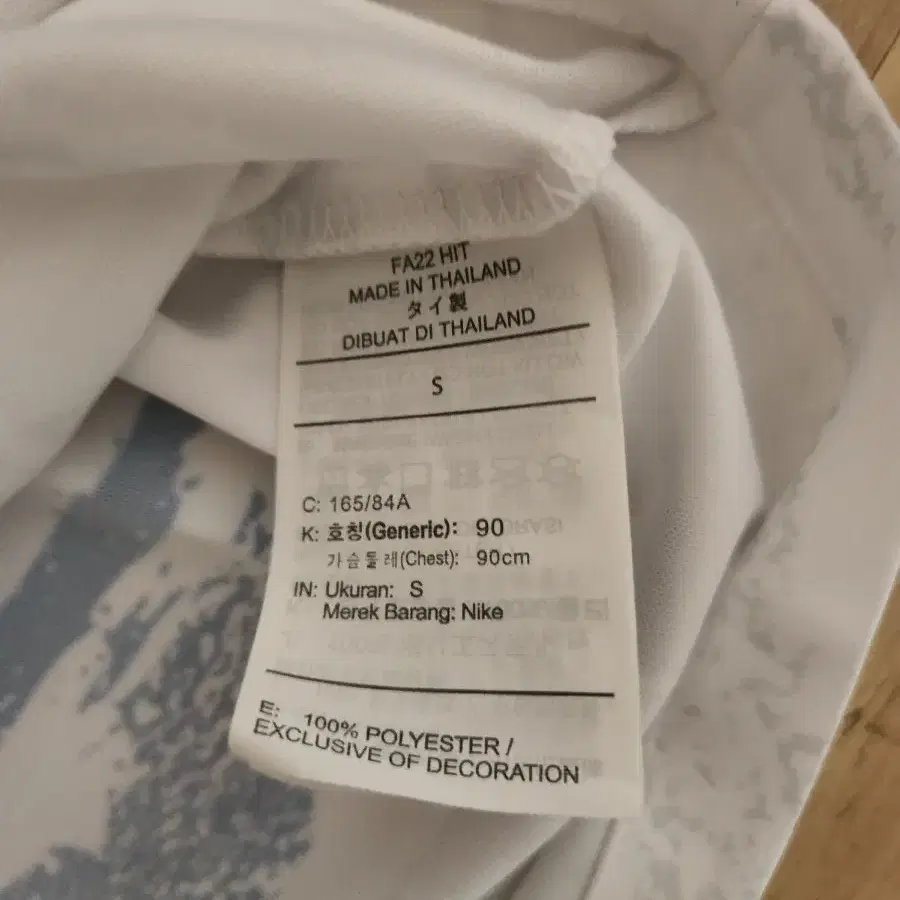 FA22 HIT
MADE IN THAILAND
タイ製
DIBUAT DI THAILAND
S
C: 165/84A
K: 호칭(Generic): 90
가슴둘레(Chest): 90cm
IN: Ukuran: S
Merek Barang: Nike
E: 100% POLYESTER /
EXCLUSIVE OF DECORATION